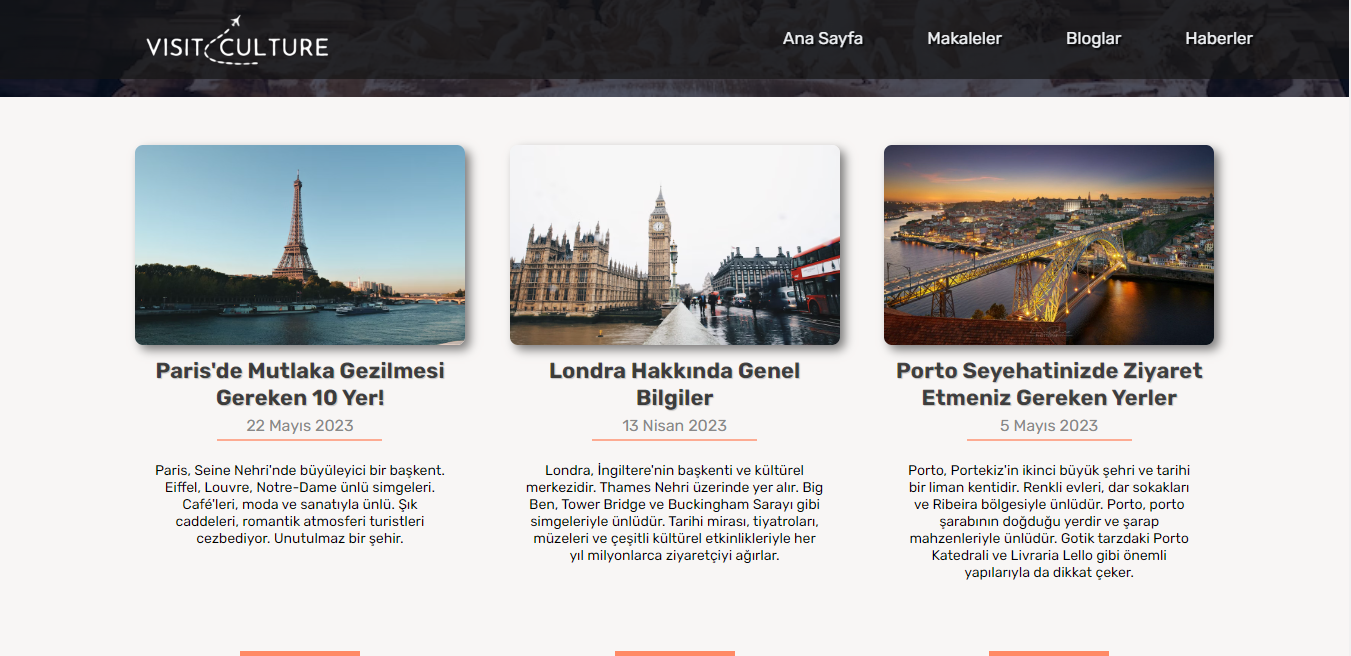 VISIT CULTURE
Ana Sayfa
Makaleler
Bloglar
Haberler
Paris'de Mutlaka Gezilmesi
Gereken 10 Yer!
22 Mayıs 2023
Paris, Seine Nehri'nde büyüleyici bir başkent.
Eiffel, Louvre, Notre-Dame ünlü simgeleri.
Café'leri, moda ve sanatıyla ünlü. Şık
caddeleri, romantik atmosferi turistleri
cezbediyor. Unutulmaz bir şehir.
Londra Hakkında Genel
Bilgiler
13 Nisan 2023
Londra, İngiltere'nin başkenti ve kültürel
merkezidir. Thames Nehri üzerinde yer alır. Big
Ben, Tower Bridge ve Buckingham Sarayı gibi
simgeleriyle ünlüdür. Tarihi mirası, tiyatroları,
müzeleri ve çeşitli kültürel etkinlikleriyle her
yıl milyonlarca ziyaretçiyi ağırlar.
Porto Seyehatinizde Ziyaret
Etmeniz Gereken Yerler
5 Mayıs 2023
Porto, Portekiz'in ikinci büyük şehri ve tarihi
bir liman kentidir. Renkli evleri, dar sokakları
ve Ribeira bölgesiyle ünlüdür. Porto, porto
şarabının doğduğu yerdir ve şarap
mahzenleriyle ünlüdür. Gotik tarzdaki Porto
Katedrali ve Livraria Lello gibi önemli
yapılarıyla da dikkat çeker.